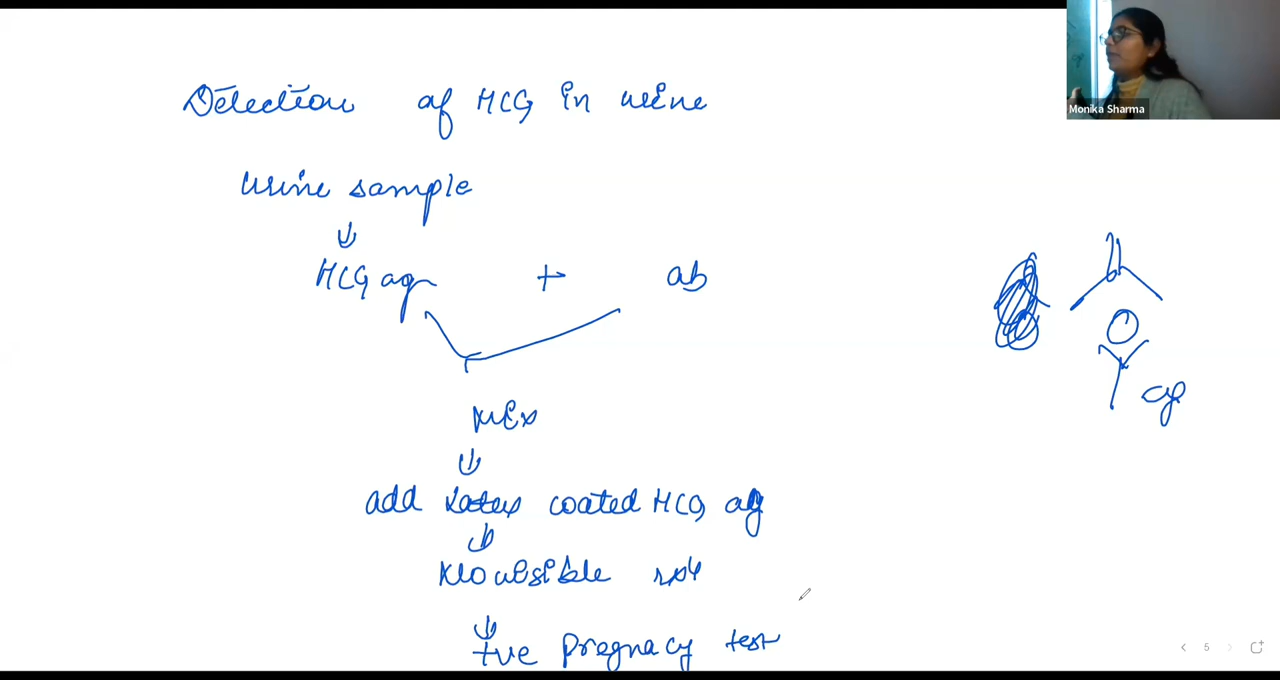 Detection of HCG in urine
Monika Sharma
urine sample
HCG ag + ab
mix
add latex coated HCG ag
No visible rxn
+ve pregnancy test
5